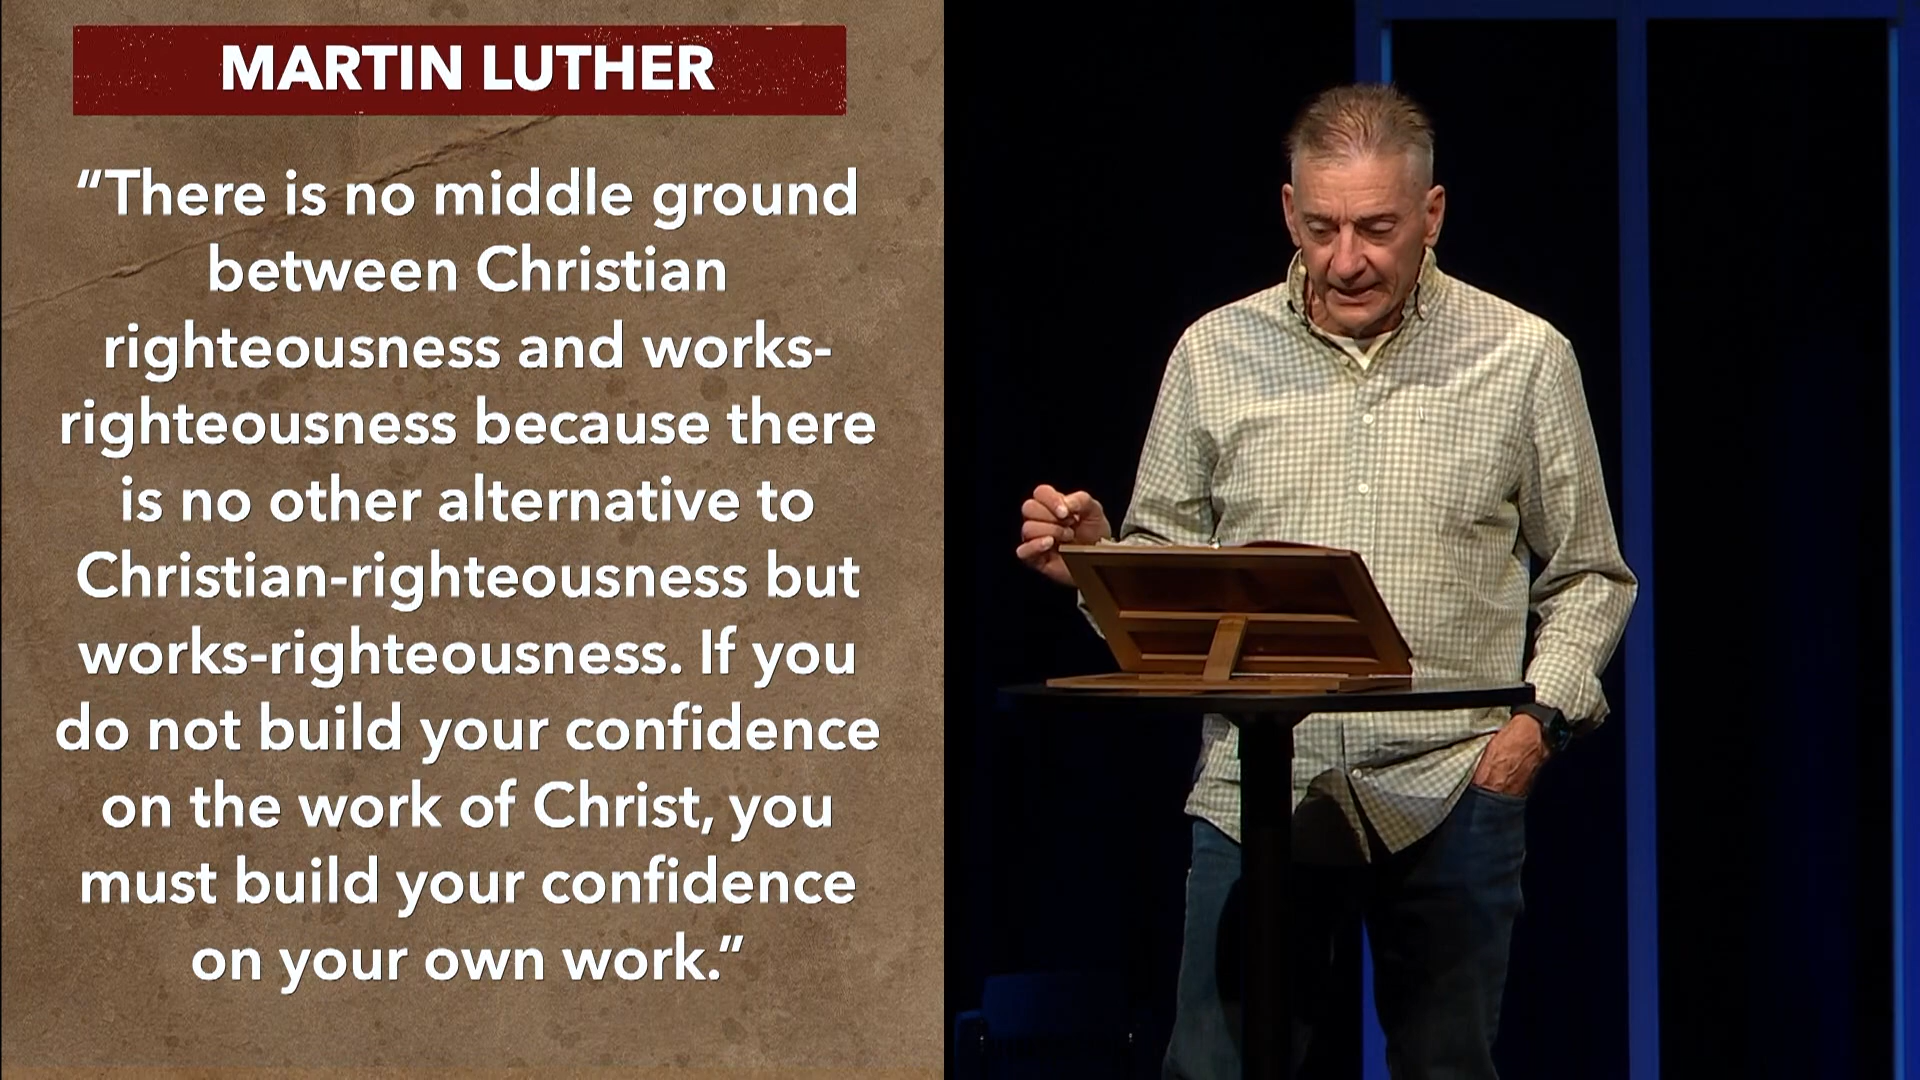 MARTIN LUTHER
“There is no middle ground
between Christian
righteousness and works-
righteousness because there
is no other alternative to
Christian-righteousness but
works-righteousness. If you
do not build your confidence
on the work of Christ, you
must build your confidence
on your own work.”